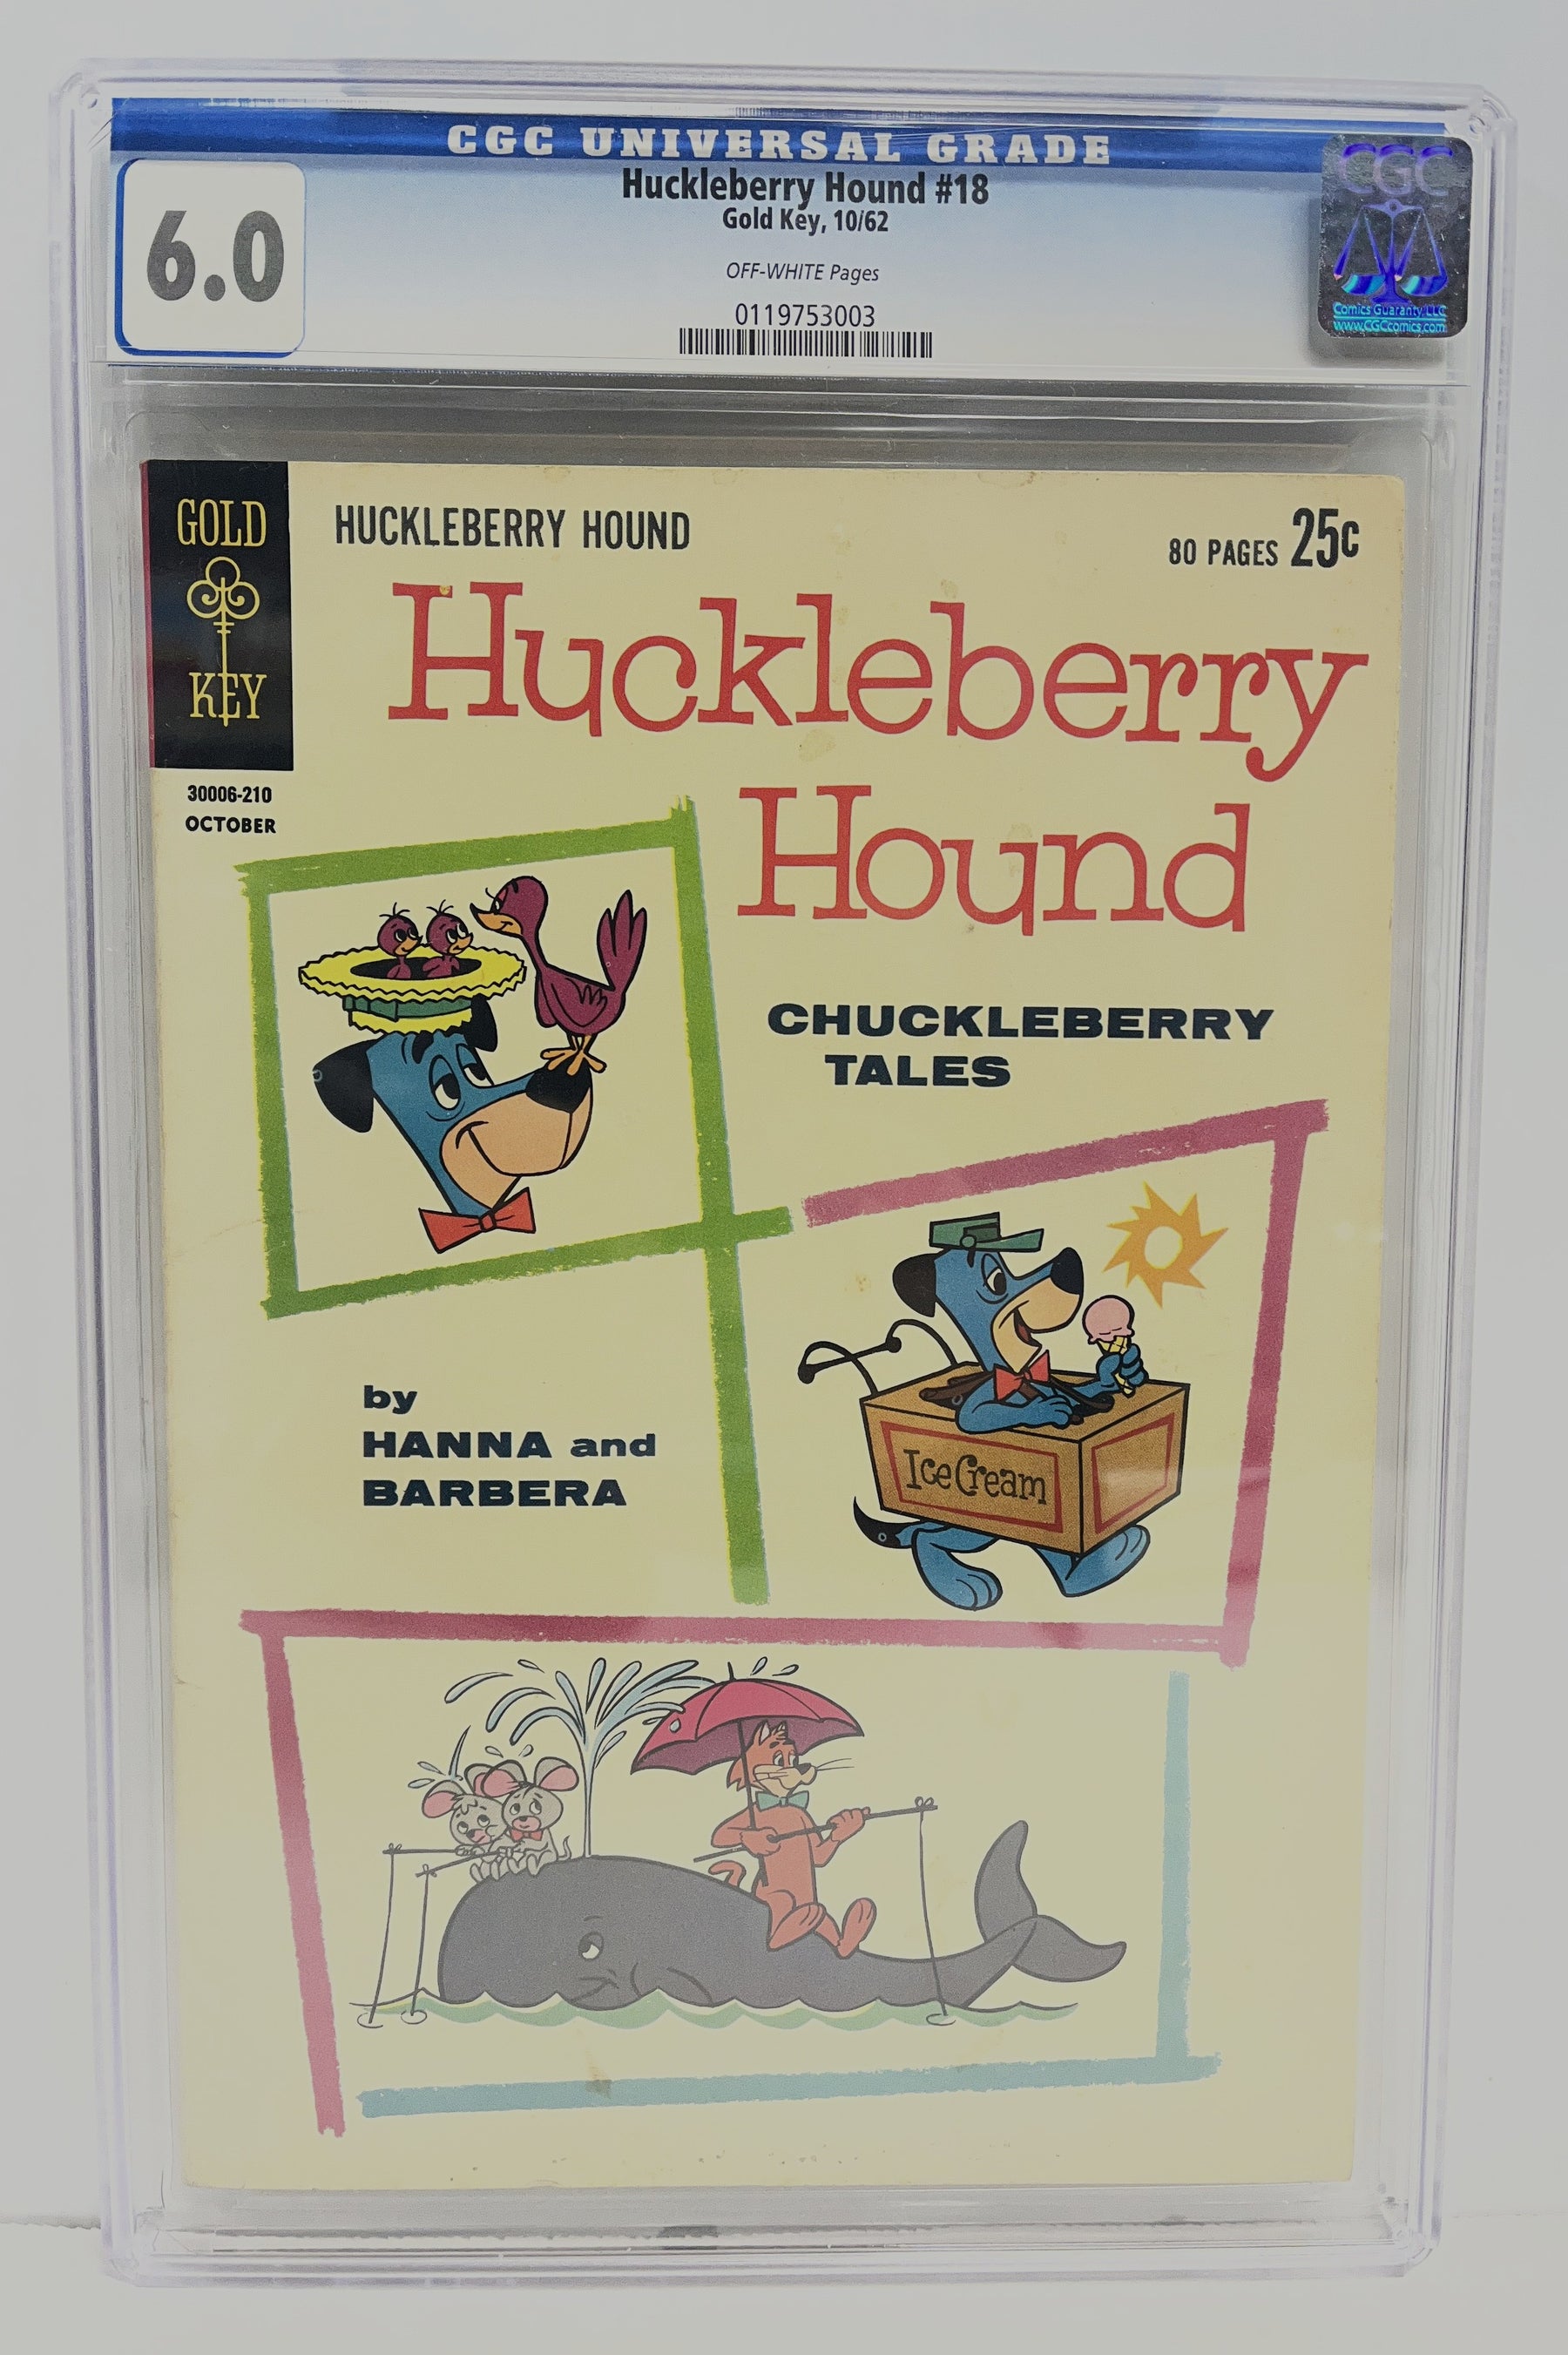 CGC UNIVERSAL GRADE
6.0
Huckleberry Hound #18
Gold Key, 10/62
OFF-WHITE Pages
0119753003
CGC
Comics Guaranty, LLC
www.CGCcomics.com
GOLD
KEY
HUCKLEBERRY HOUND
80 PAGES 25c
Huckleberry
Hound
30006-210
OCTOBER
CHUCKLEBERRY
TALES
by
HANNA and
BARBERA
Ice Cream